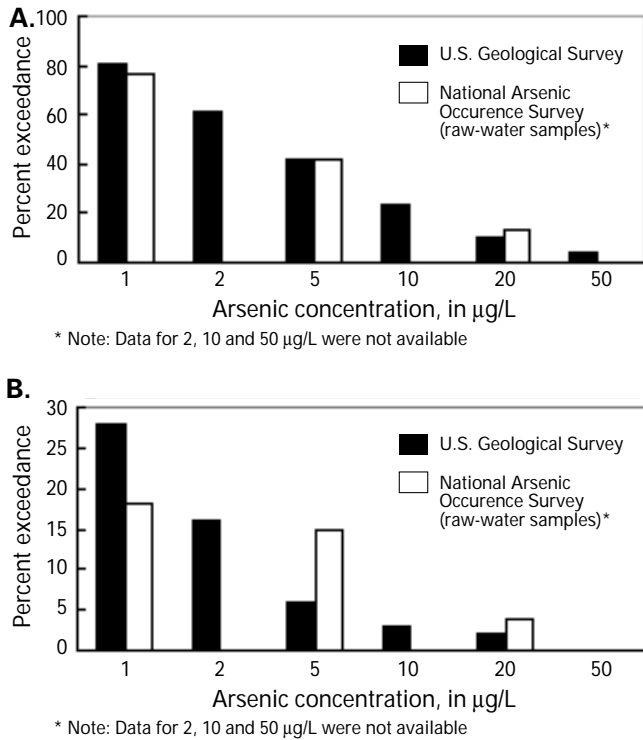 A.
Percent exceedance
100
80
60
40
20
0
U.S. Geological Survey
National Arsenic
Occurence Survey
(raw-water samples)*
1 2 5 10 20 50
Arsenic concentration, in µg/L
* Note: Data for 2, 10 and 50 µg/L were not available
B.
Percent exceedance
30
25
20
15
10
5
0
U.S. Geological Survey
National Arsenic
Occurence Survey
(raw-water samples)*
1 2 5 10 20 50
Arsenic concentration, in µg/L
* Note: Data for 2, 10 and 50 µg/L were not available